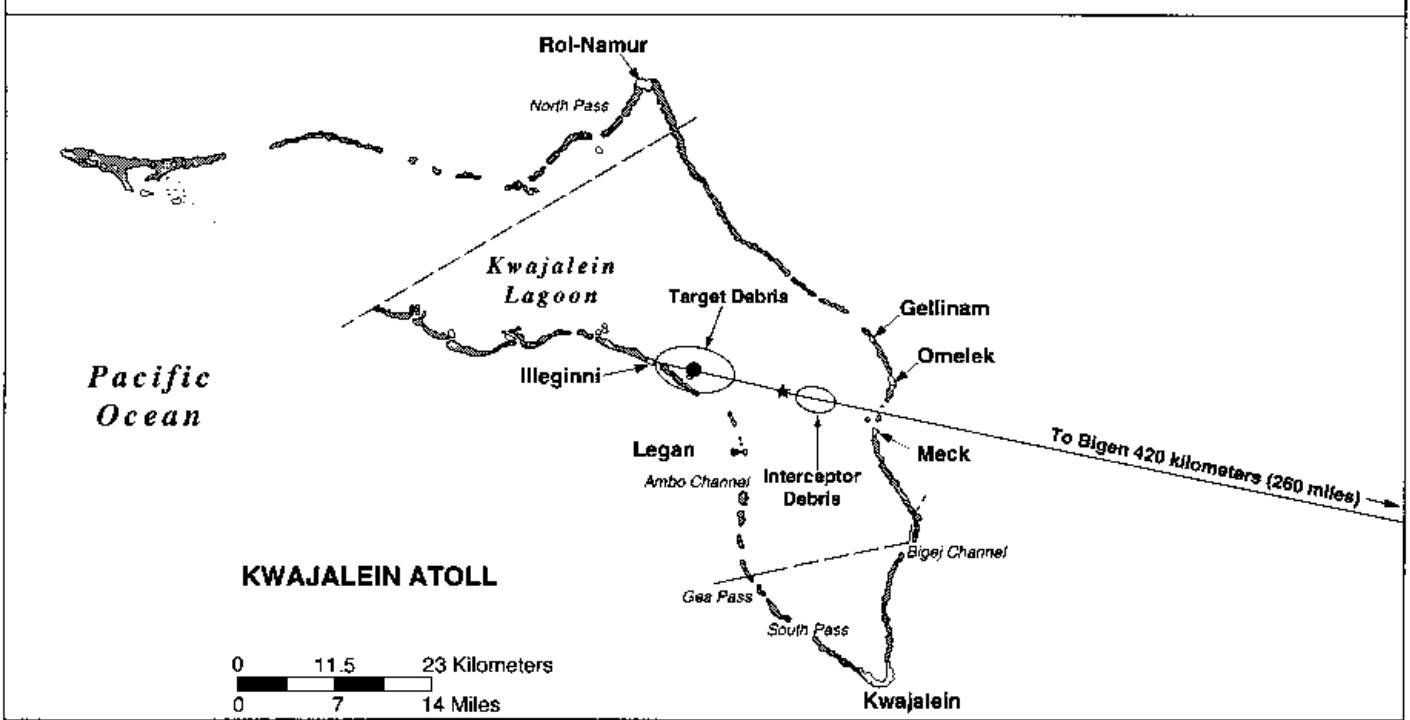 Rol-Namur
North Pass
Kwajalein
Lagoon
Target Debris
Gellinam
Omelek
Pacific
Ocean
Illeginni
Legan
Meck
To Bigen 420 kilometers (260 miles)
Ambo Channel
Interceptor
Debris
Bigej Channel
KWAJALEIN ATOLL
Gea Pass
South Pass
0 11.5 23 Kilometers
0 7 14 Miles
Kwajalein